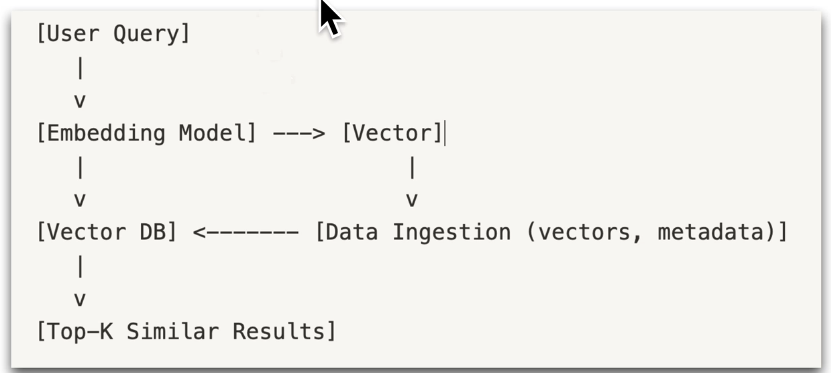 [User Query]
|
v
[Embedding Model] ---> [Vector]
|                         |
v                         v
[Vector DB] <------- [Data Ingestion (vectors, metadata)]
|
v
[Top-K Similar Results]